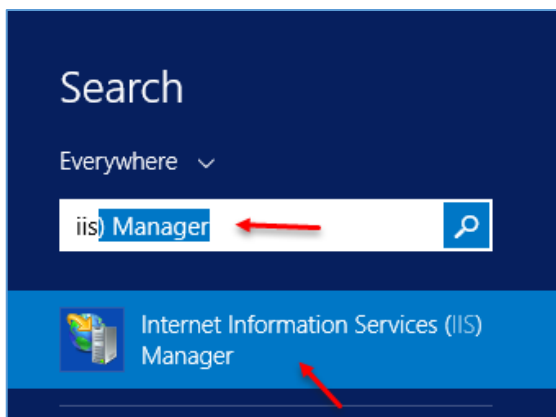 Search
Everywhere
iis) Manager
Internet Information Services (IIS)
Manager